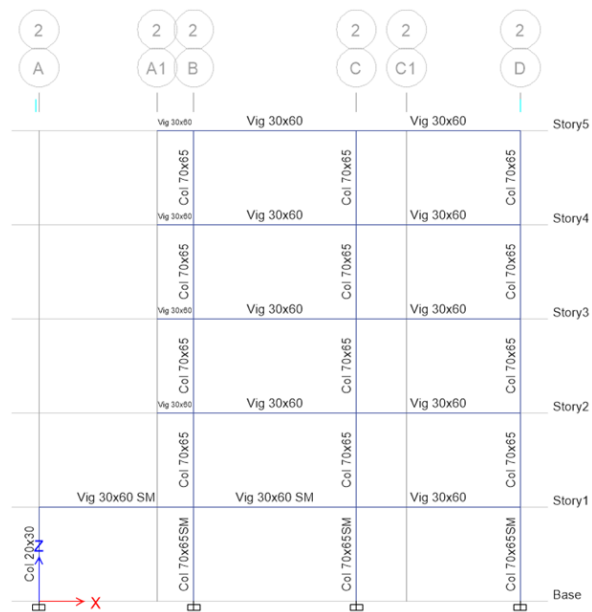 2 2 2 2 2 2
A A1 B C C1 D
Vig 30x60 Vig 30x60 Vig 30x60 Story5
Col 70x65 Col 70x65 Col 70x65
Vig 30x60 Vig 30x60 Vig 30x60 Story4
Col 70x65 Col 70x65 Col 70x65
Vig 30x60 Vig 30x60 Vig 30x60 Story3
Col 70x65 Col 70x65 Col 70x65
Vig 30x60 Vig 30x60 Vig 30x60 Story2
Col 70x65 Col 70x65 Col 70x65
Vig 30x60 SM Vig 30x60 SM Vig 30x60 Story1
Col 20x30 Col 70x65SM Col 70x65SM Col 70x65SM
Z
X Base